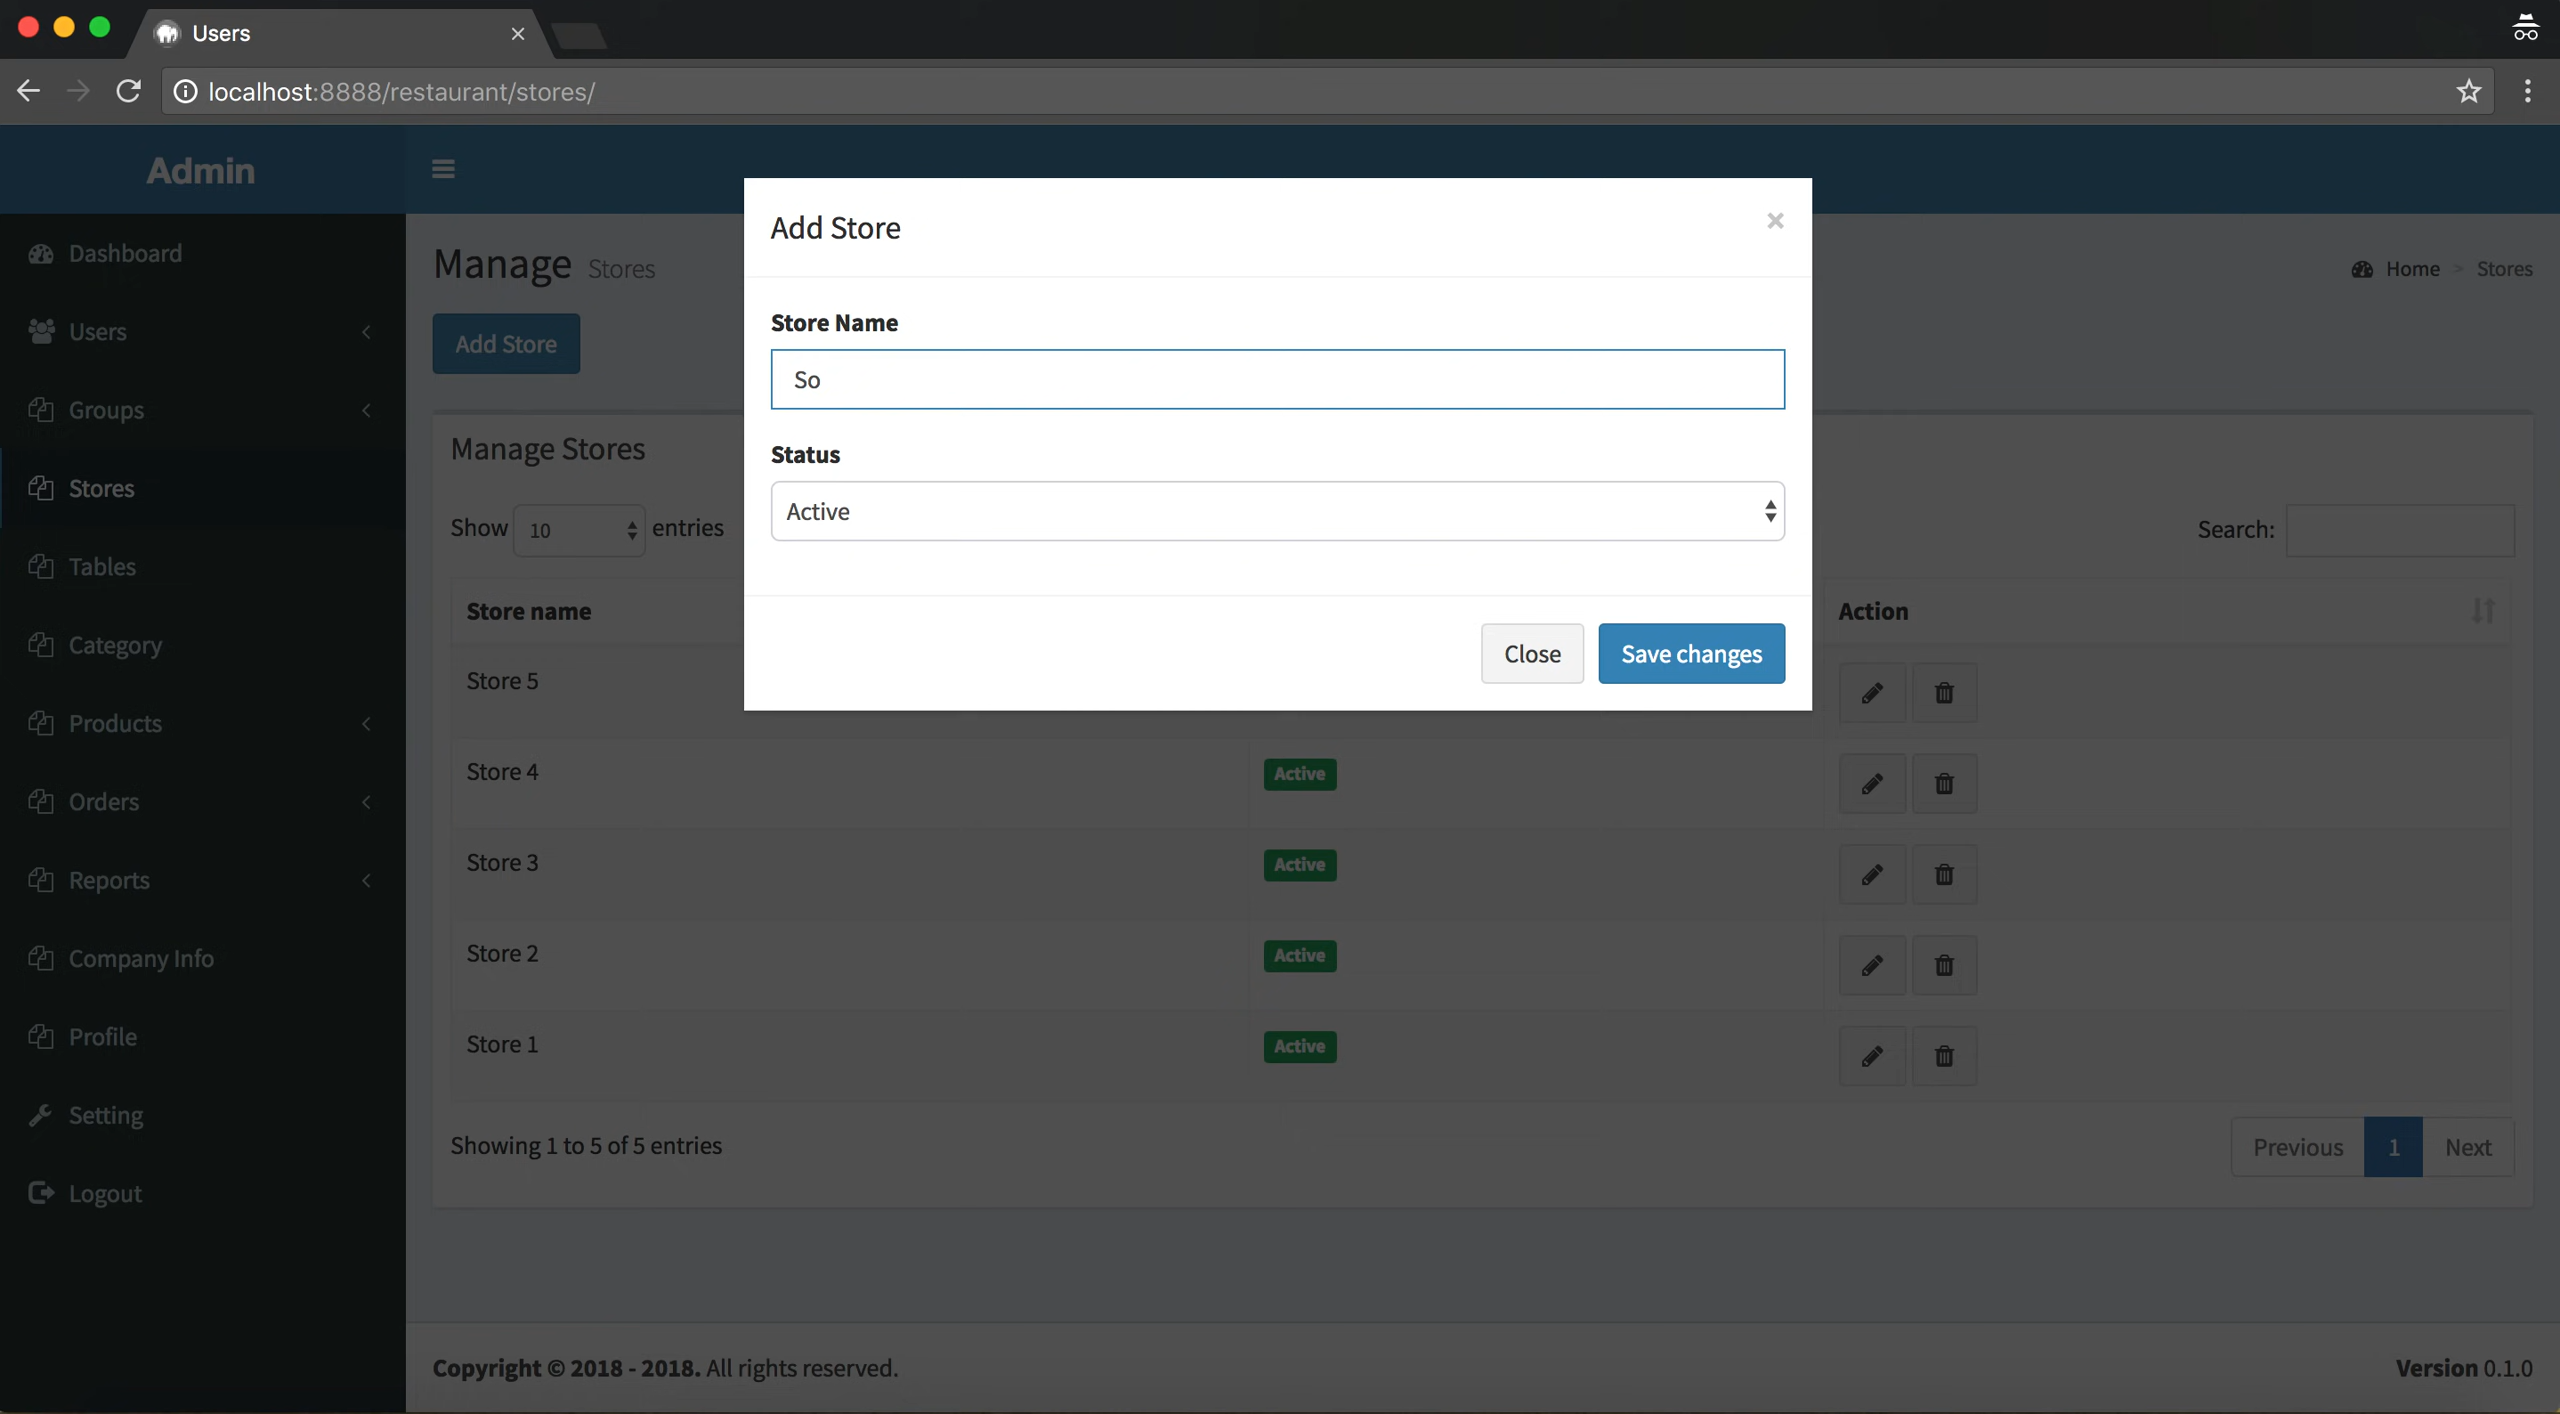 Users
localhost:8888/restaurant/stores/
Admin
Dashboard
Users
Groups
Stores
Tables
Category
Products
Orders
Reports
Company Info
Profile
Setting
Logout
Manage Stores
Home > Stores
Add Store
Manage Stores
Show 10 entries
Search:
Store name
Action
Store 5
Store 4
Active
Store 3
Active
Store 2
Active
Store 1
Active
Showing 1 to 5 of 5 entries
Previous 1 Next
Add Store
×
Store Name
So
Status
Active
Close
Save changes
Copyright © 2018 - 2018. All rights reserved.
Version 0.1.0